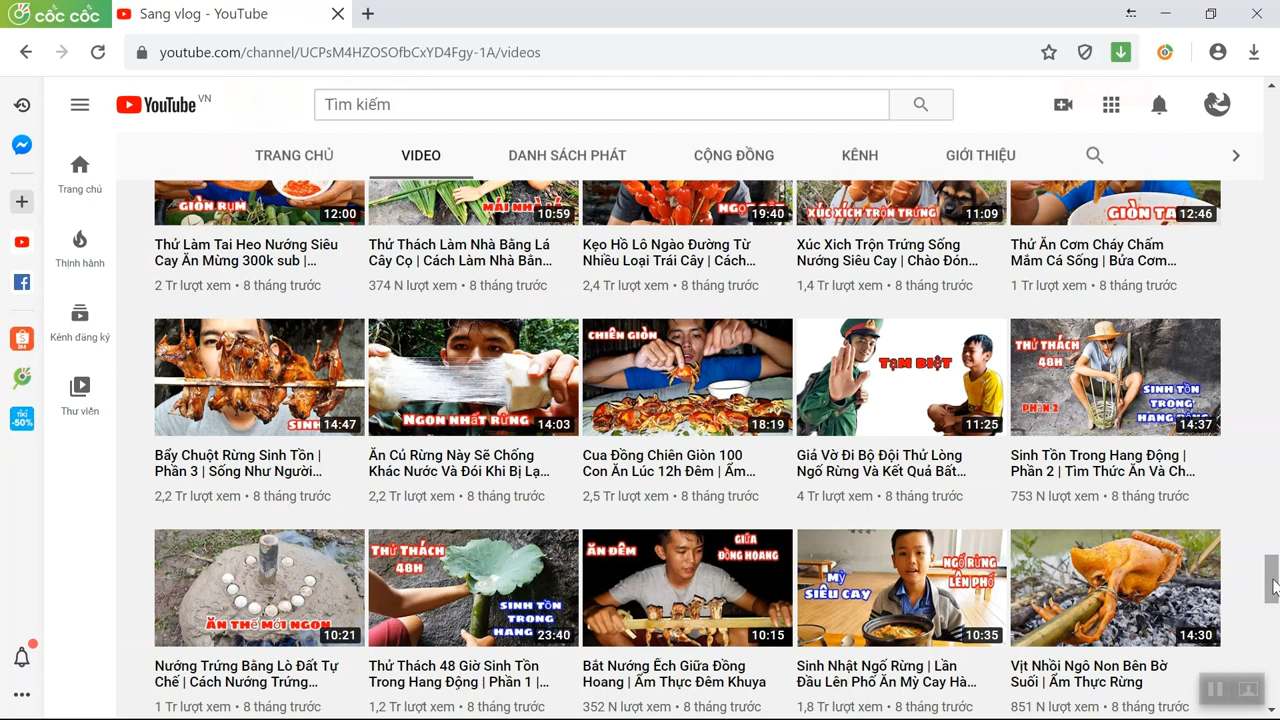 cốc cốc
Sang vlog - YouTube
youtube.com/channel/UCPsM4HZOSOfbCxYD4Fgy-1A/videos
YouTube VN
Tìm kiếm
TRANG CHỦ
VIDEO
DANH SÁCH PHÁT
CỘNG ĐỒNG
KÊNH
GIỚI THIỆU
Trang chủ
Thịnh hành
Kênh đăng ký
Thư viện
TIKI
-50%
GIÒN RỤM
12:00
10:59
19:40
XÚC XÍCH TRỘN TRỨNG
11:09
12:46
Thử Làm Tai Heo Nướng Siêu
Cay Ăn Mừng 300k sub |...
2 Tr lượt xem • 8 tháng trước
Thử Thách Làm Nhà Bằng Lá
Cây Cọ | Cách Làm Nhà Bằn...
374 N lượt xem • 8 tháng trước
Kẹo Hồ Lô Ngào Đường Từ
Nhiều Loại Trái Cây | Cách...
2,4 Tr lượt xem • 8 tháng trước
Xúc Xich Trộn Trứng Sống
Nướng Siêu Cay | Chào Đón...
1,4 Tr lượt xem • 8 tháng trước
Thử Ăn Cơm Cháy Chấm
Mắm Cá Sống | Bửa Cơm...
1 Tr lượt xem • 8 tháng trước
14:47
NGON NHẤT RỪNG
14:03
CHIÊN GIÒN
18:19
TẠM BIỆT
11:25
THỬ THÁCH
48H
PHẦN 2
SINH TỒN
TRONG
14:37
Bẩy Chuột Rừng Sinh Tồn |
Phần 3 | Sống Như Người...
2,2 Tr lượt xem • 8 tháng trước
Ăn Củ Rừng Này Sẽ Chống
Khác Nước Và Đói Khi Bị Lạ...
2,2 Tr lượt xem • 8 tháng trước
Cua Đồng Chiên Giòn 100
Con Ăn Lúc 12h Đêm | Ẩm...
2,5 Tr lượt xem • 8 tháng trước
Giả Vờ Đi Bộ Đội Thử Lòng
Ngố Rừng Và Kết Quả Bất...
4 Tr lượt xem • 8 tháng trước
Sinh Tồn Trong Hang Động |
Phần 2 | Tìm Thức Ăn Và Ch...
753 N lượt xem • 8 tháng trước
ĂN THẾ MỚI NGON
10:21
THỬ THÁCH
48H
SINH TỒN
TRONG
HANG
23:40
ĂN ĐÊM
GIỮA
ĐỒNG HOANG
10:15
MỲ
SIÊU CAY
NGỐ RỪNG
LÊN PHỐ
10:35
14:30
Nướng Trứng Bằng Lò Đất Tự
Chế | Cách Nướng Trứng...
1 Tr lượt xem • 8 tháng trước
Thử Thách 48 Giờ Sinh Tồn
Trong Hang Động | Phần 1 |...
1,2 Tr lượt xem • 8 tháng trước
Bắt Nướng Ếch Giữa Đồng
Hoang | Ẩm Thực Đêm Khuya
352 N lượt xem • 8 tháng trước
Sinh Nhật Ngố Rừng | Lần
Đầu Lên Phố Ăn Mỳ Cay Hà...
1,8 Tr lượt xem • 8 tháng trước
Vịt Nhồi Ngô Non Bên Bờ
Suối | Ẩm Thực Rừng
851 N lượt xem • 8 tháng trước